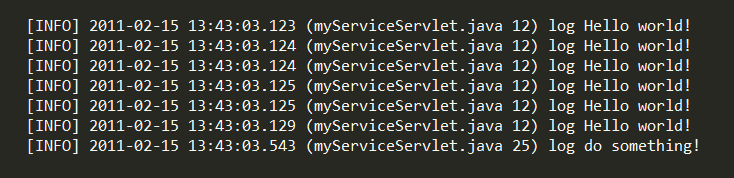 [INFO] 2011-02-15 13:43:03.123 (myServiceServlet.java 12) log Hello world!
[INFO] 2011-02-15 13:43:03.124 (myServiceServlet.java 12) log Hello world!
[INFO] 2011-02-15 13:43:03.124 (myServiceServlet.java 12) log Hello world!
[INFO] 2011-02-15 13:43:03.125 (myServiceServlet.java 12) log Hello world!
[INFO] 2011-02-15 13:43:03.125 (myServiceServlet.java 12) log Hello world!
[INFO] 2011-02-15 13:43:03.129 (myServiceServlet.java 12) log Hello world!
[INFO] 2011-02-15 13:43:03.543 (myServiceServlet.java 25) log do something!